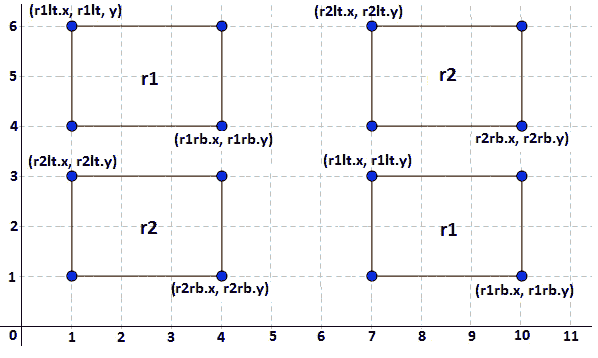 (r1lt.x, r1lt, y)
(r2lt.x, r2lt.y)
6
5
r1
r2
4
(r1rb.x, r1rb.y)
r2rb.x, r2rb.y)
(r2lt.x, r2lt.y)
(r1lt.x, r1lt.y)
3
2
r2
r1
1
(r2rb.x, r2rb.y)
(r1rb.x, r1rb.y)
0 1 2 3 4 5 6 7 8 9 10 11